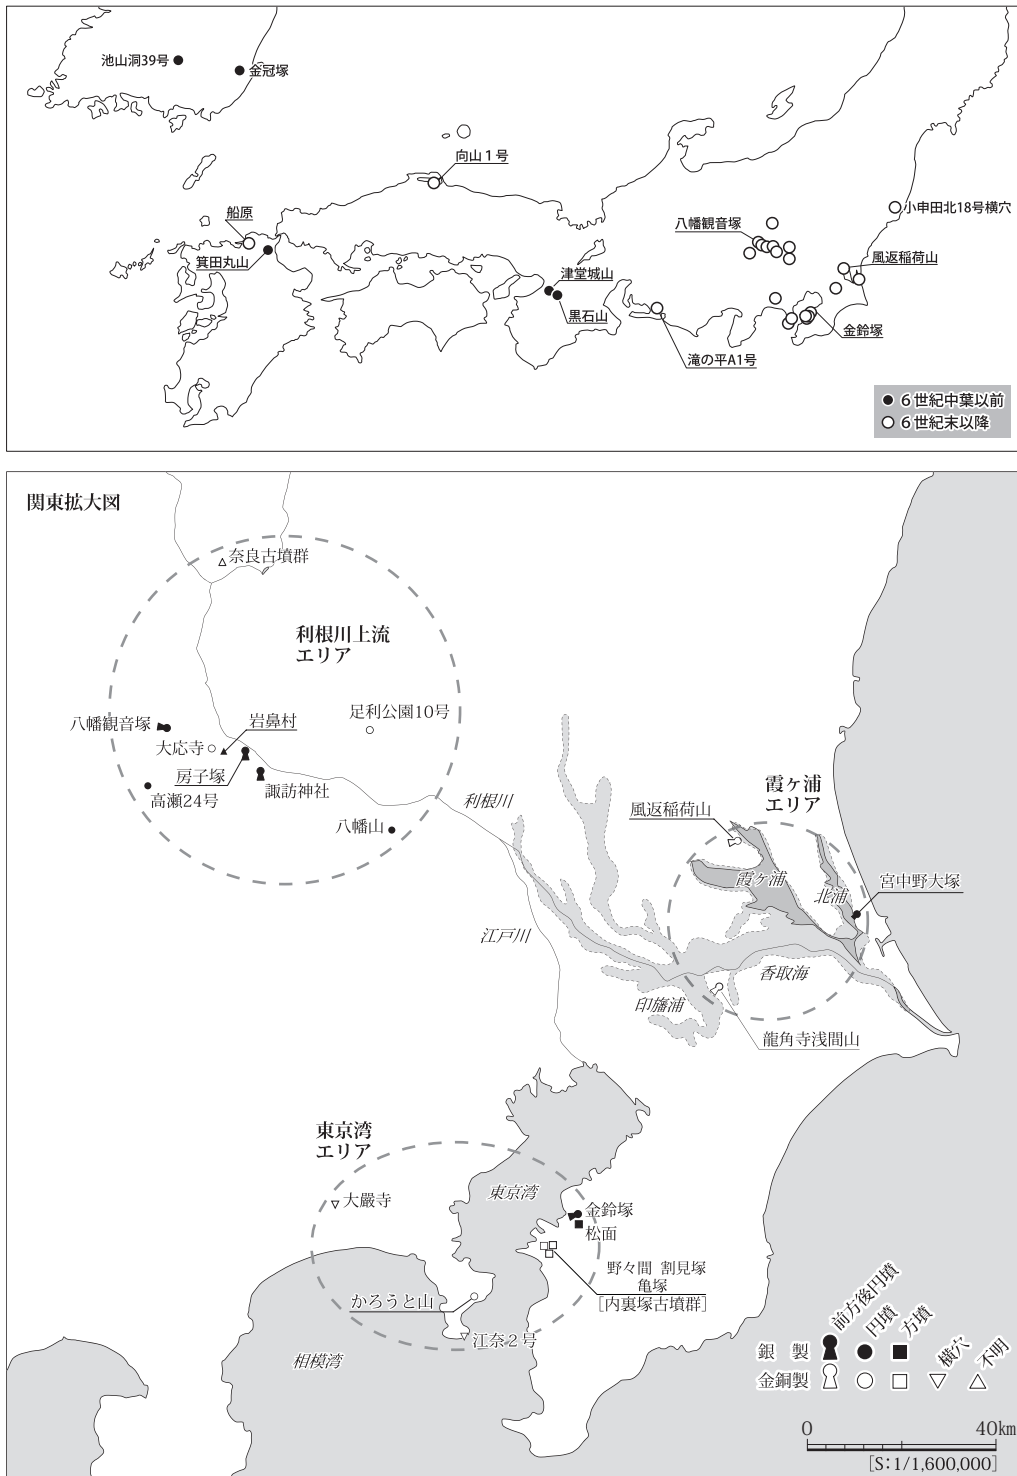 池山洞39号
金冠塚
向山1号
小申田北18号横穴
船原
八幡観音塚
箕田丸山
風返稲荷山
津堂城山
黒石山
金鈴塚
滝の平A1号
6世紀中葉以前
6世紀末以降
関東拡大図
奈良古墳群
利根川上流
エリア
足利公園10号
八幡観音塚
岩鼻村
大応寺
房子塚
諏訪神社
高瀬24号
八幡山
利根川
霞ヶ浦
エリア
風返稲荷山
霞ヶ浦
北浦
宮中野大塚
江戸川
香取海
印旛浦
龍角寺浅間山
東京湾
エリア
東京湾
大嚴寺
金鈴塚
松面
野々間 割見塚
亀塚
[内裏塚古墳群]
かろうと山
江奈2号
相模湾
前方後円墳
円墳
方墳
横穴
不明
銀 製
金銅製
0 40km
[S:1/1,600,000]